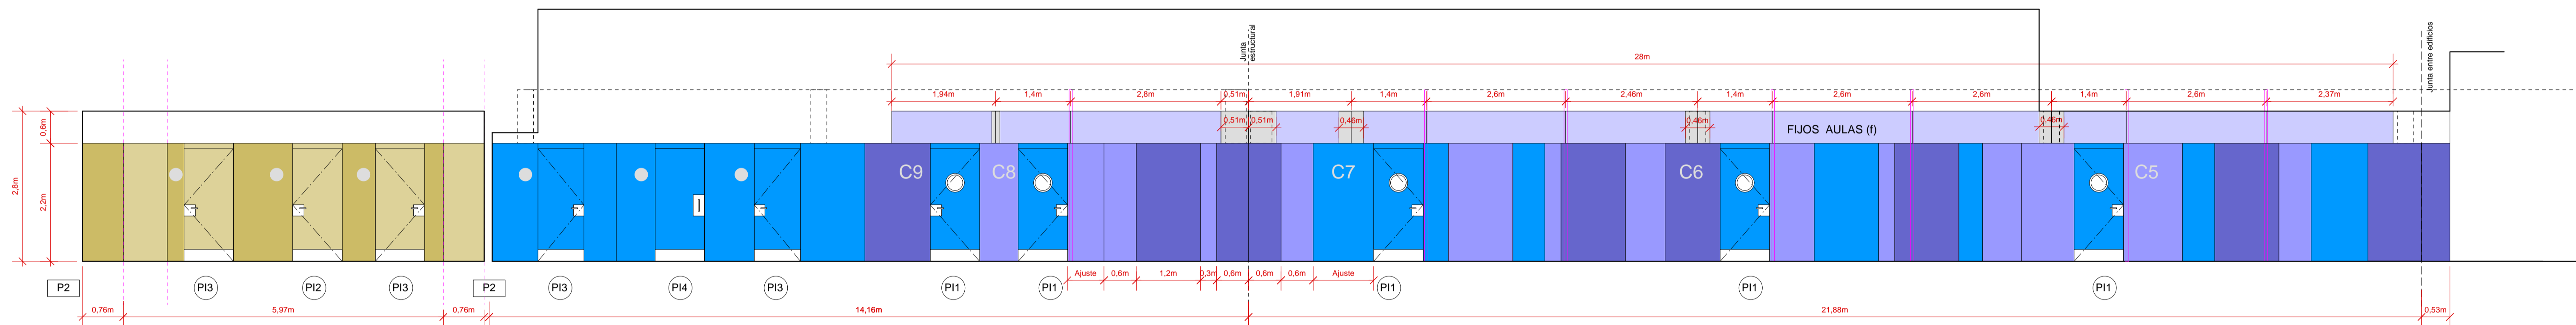 Junta
estructural
Junta entre edificios
28m
1,94m
1,4m
2,8m
0,51m
1,91m
1,4m
2,6m
2,46m
1,4m
2,6m
2,6m
1,4m
2,6m
2,37m
0,51m
0,51m
0,46m
0,46m
0,46m
FIJOS AULAS (f)
0,6m
2,8m
2,2m
C9
C8
C7
C6
C5
Ajuste
0,6m
1,2m
0,3m
0,6m
0,6m
0,6m
Ajuste
P2
PI3
PI2
PI3
P2
PI3
PI4
PI3
PI1
PI1
PI1
PI1
PI1
0,76m
5,97m
0,76m
14,16m
21,88m
0,53m